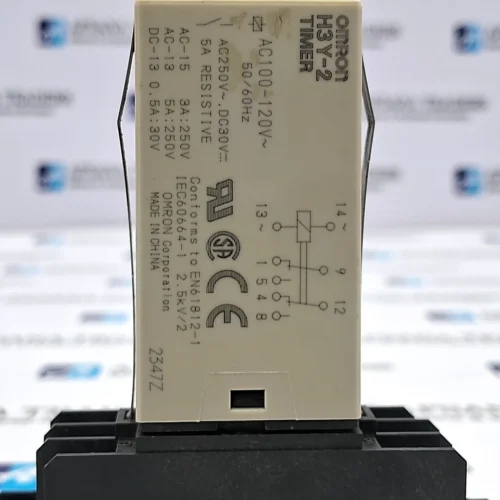 OMRON
H3Y-2
TIMER
AC100-120V~
50/60Hz
AC250V~, DC30V⎓
5A RESISTIVE
AC-15 3A:250V
AC-13 5A:250V
DC-13 0.5A:30V
Conforms to EN61812-1
IEC60664-1 2.5kV/2
OMRON Corporation
MADE IN CHINA
2347Z
14 ~
13 ~
9
1
5
12
4
8